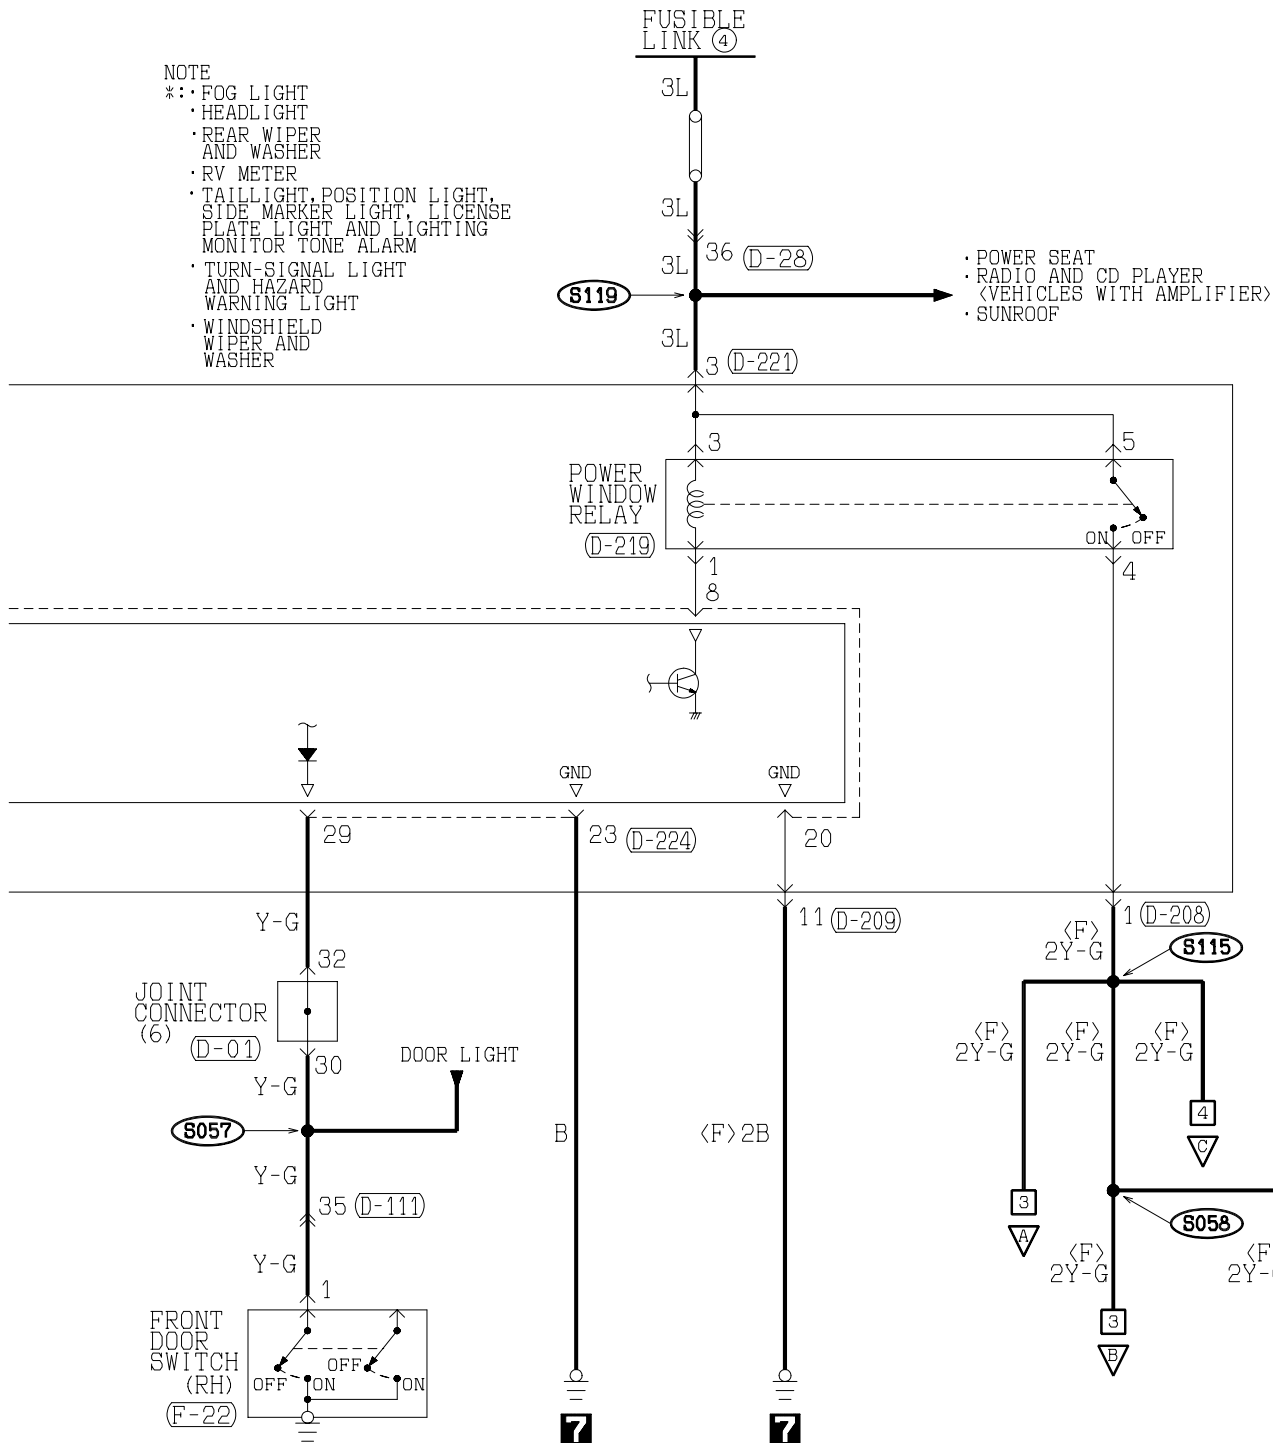 FUSIBLE
LINK ④
NOTE
*:・FOG LIGHT
・HEADLIGHT
・REAR WIPER
AND WASHER
・RV METER
・TAILLIGHT, POSITION LIGHT,
SIDE MARKER LIGHT, LICENSE
PLATE LIGHT AND LIGHTING
MONITOR TONE ALARM
・TURN-SIGNAL LIGHT
AND HAZARD
WARNING LIGHT
・WINDSHIELD
WIPER AND
WASHER
3L
3L
36 (D-28)
3L
S119
・POWER SEAT
・RADIO AND CD PLAYER
<VEHICLES WITH AMPLIFIER>
・SUNROOF
3L
3 (D-221)
3
5
POWER
WINDOW
RELAY
(D-219)
ON OFF
1
8
4
GND
GND
29
23 (D-224)
20
Y-G
11 (D-209)
1 (D-208)
<F>
2Y-G
S115
32
JOINT
CONNECTOR
(6)
(D-01)
30
DOOR LIGHT
Y-G
<F>
2Y-G
<F>
2Y-G
<F>
2Y-G
4
C
S057
B
<F>2B
Y-G
35 (D-111)
3
A
S058
Y-G
<F>
2Y-G
<F
2Y-
1
FRONT
DOOR
SWITCH
(RH)
(F-22)
OFF ON
OFF ON
3
B
7
7